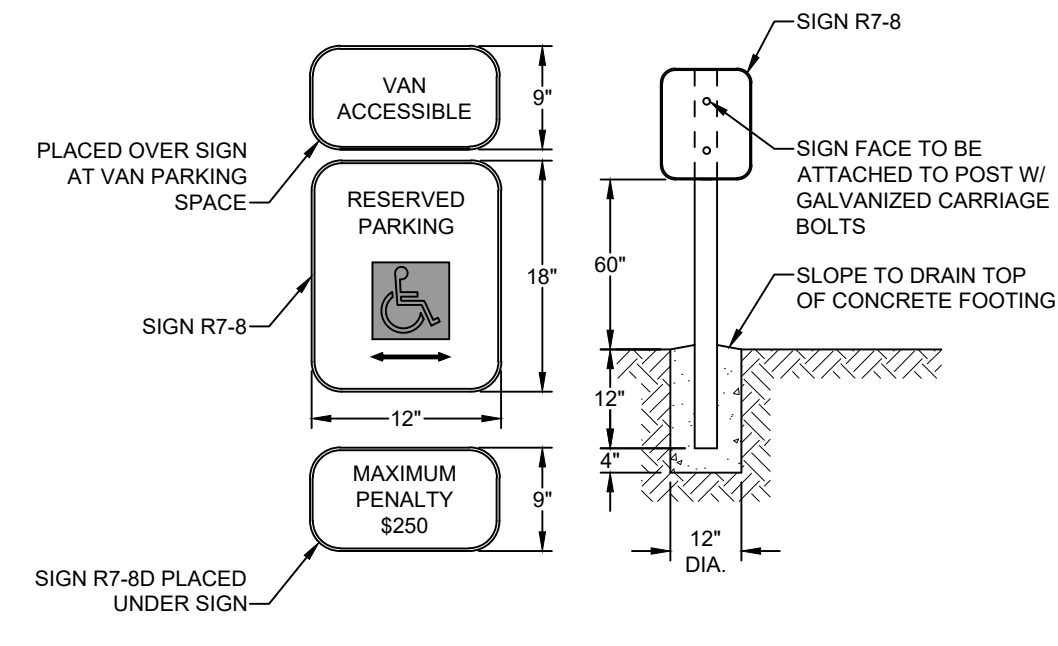 VAN
ACCESSIBLE
9"
PLACED OVER SIGN
AT VAN PARKING
SPACE
RESERVED
PARKING
18"
SIGN R7-8
12"
MAXIMUM
PENALTY
$250
9"
SIGN R7-8D PLACED
UNDER SIGN
SIGN R7-8
SIGN FACE TO BE
ATTACHED TO POST W/
GALVANIZED CARRIAGE
BOLTS
60"
SLOPE TO DRAIN TOP
OF CONCRETE FOOTING
12"
4"
12"
DIA.